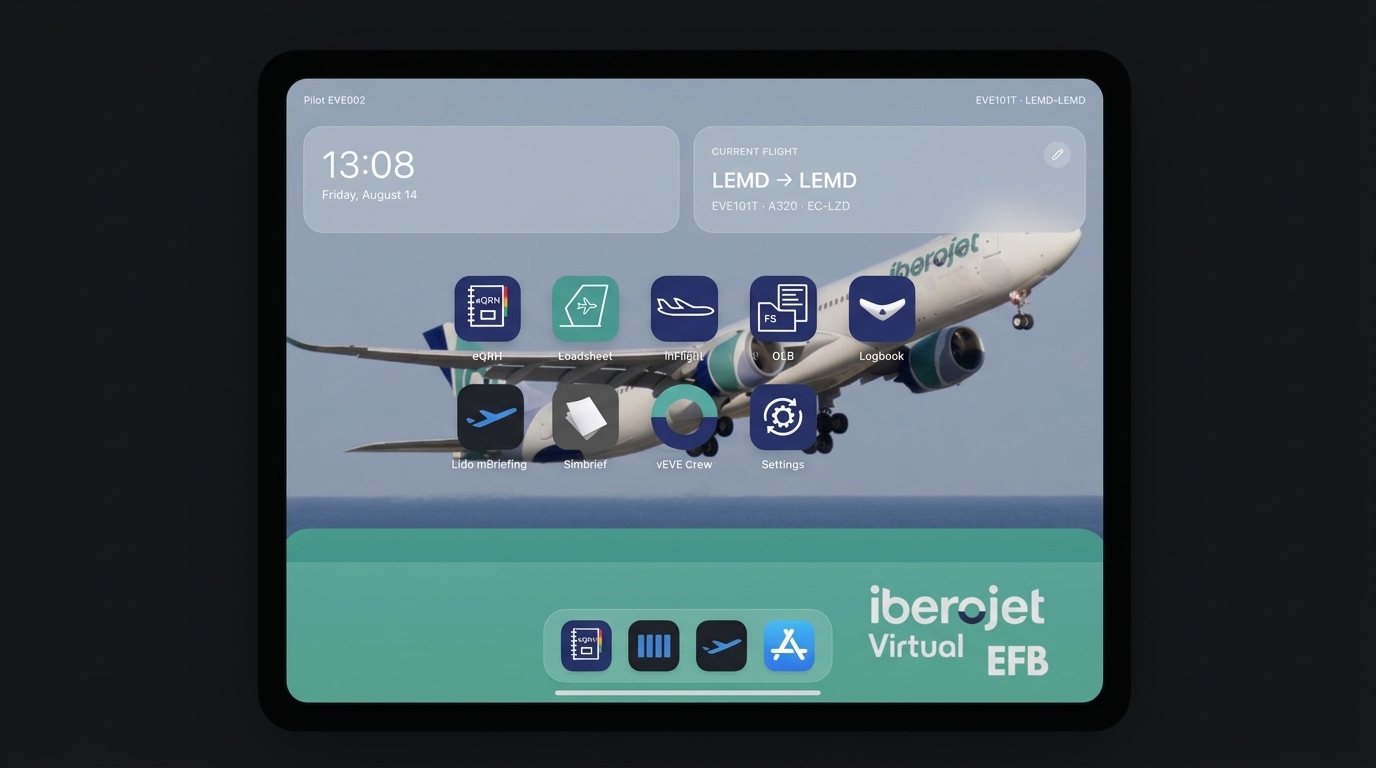 Pilot EVE002
EVE101T · LEMD-LEMD
13:08
Friday, August 14
CURRENT FLIGHT
LEMD → LEMD
EVE101T · A320 · EC-LZD
iberojet
eQRH
FS
eQRH
Loadsheet
InFlight
OLB
Logbook
Lido mBriefing
Simbrief
vEVE Crew
Settings
iberojet
Virtual
EFB